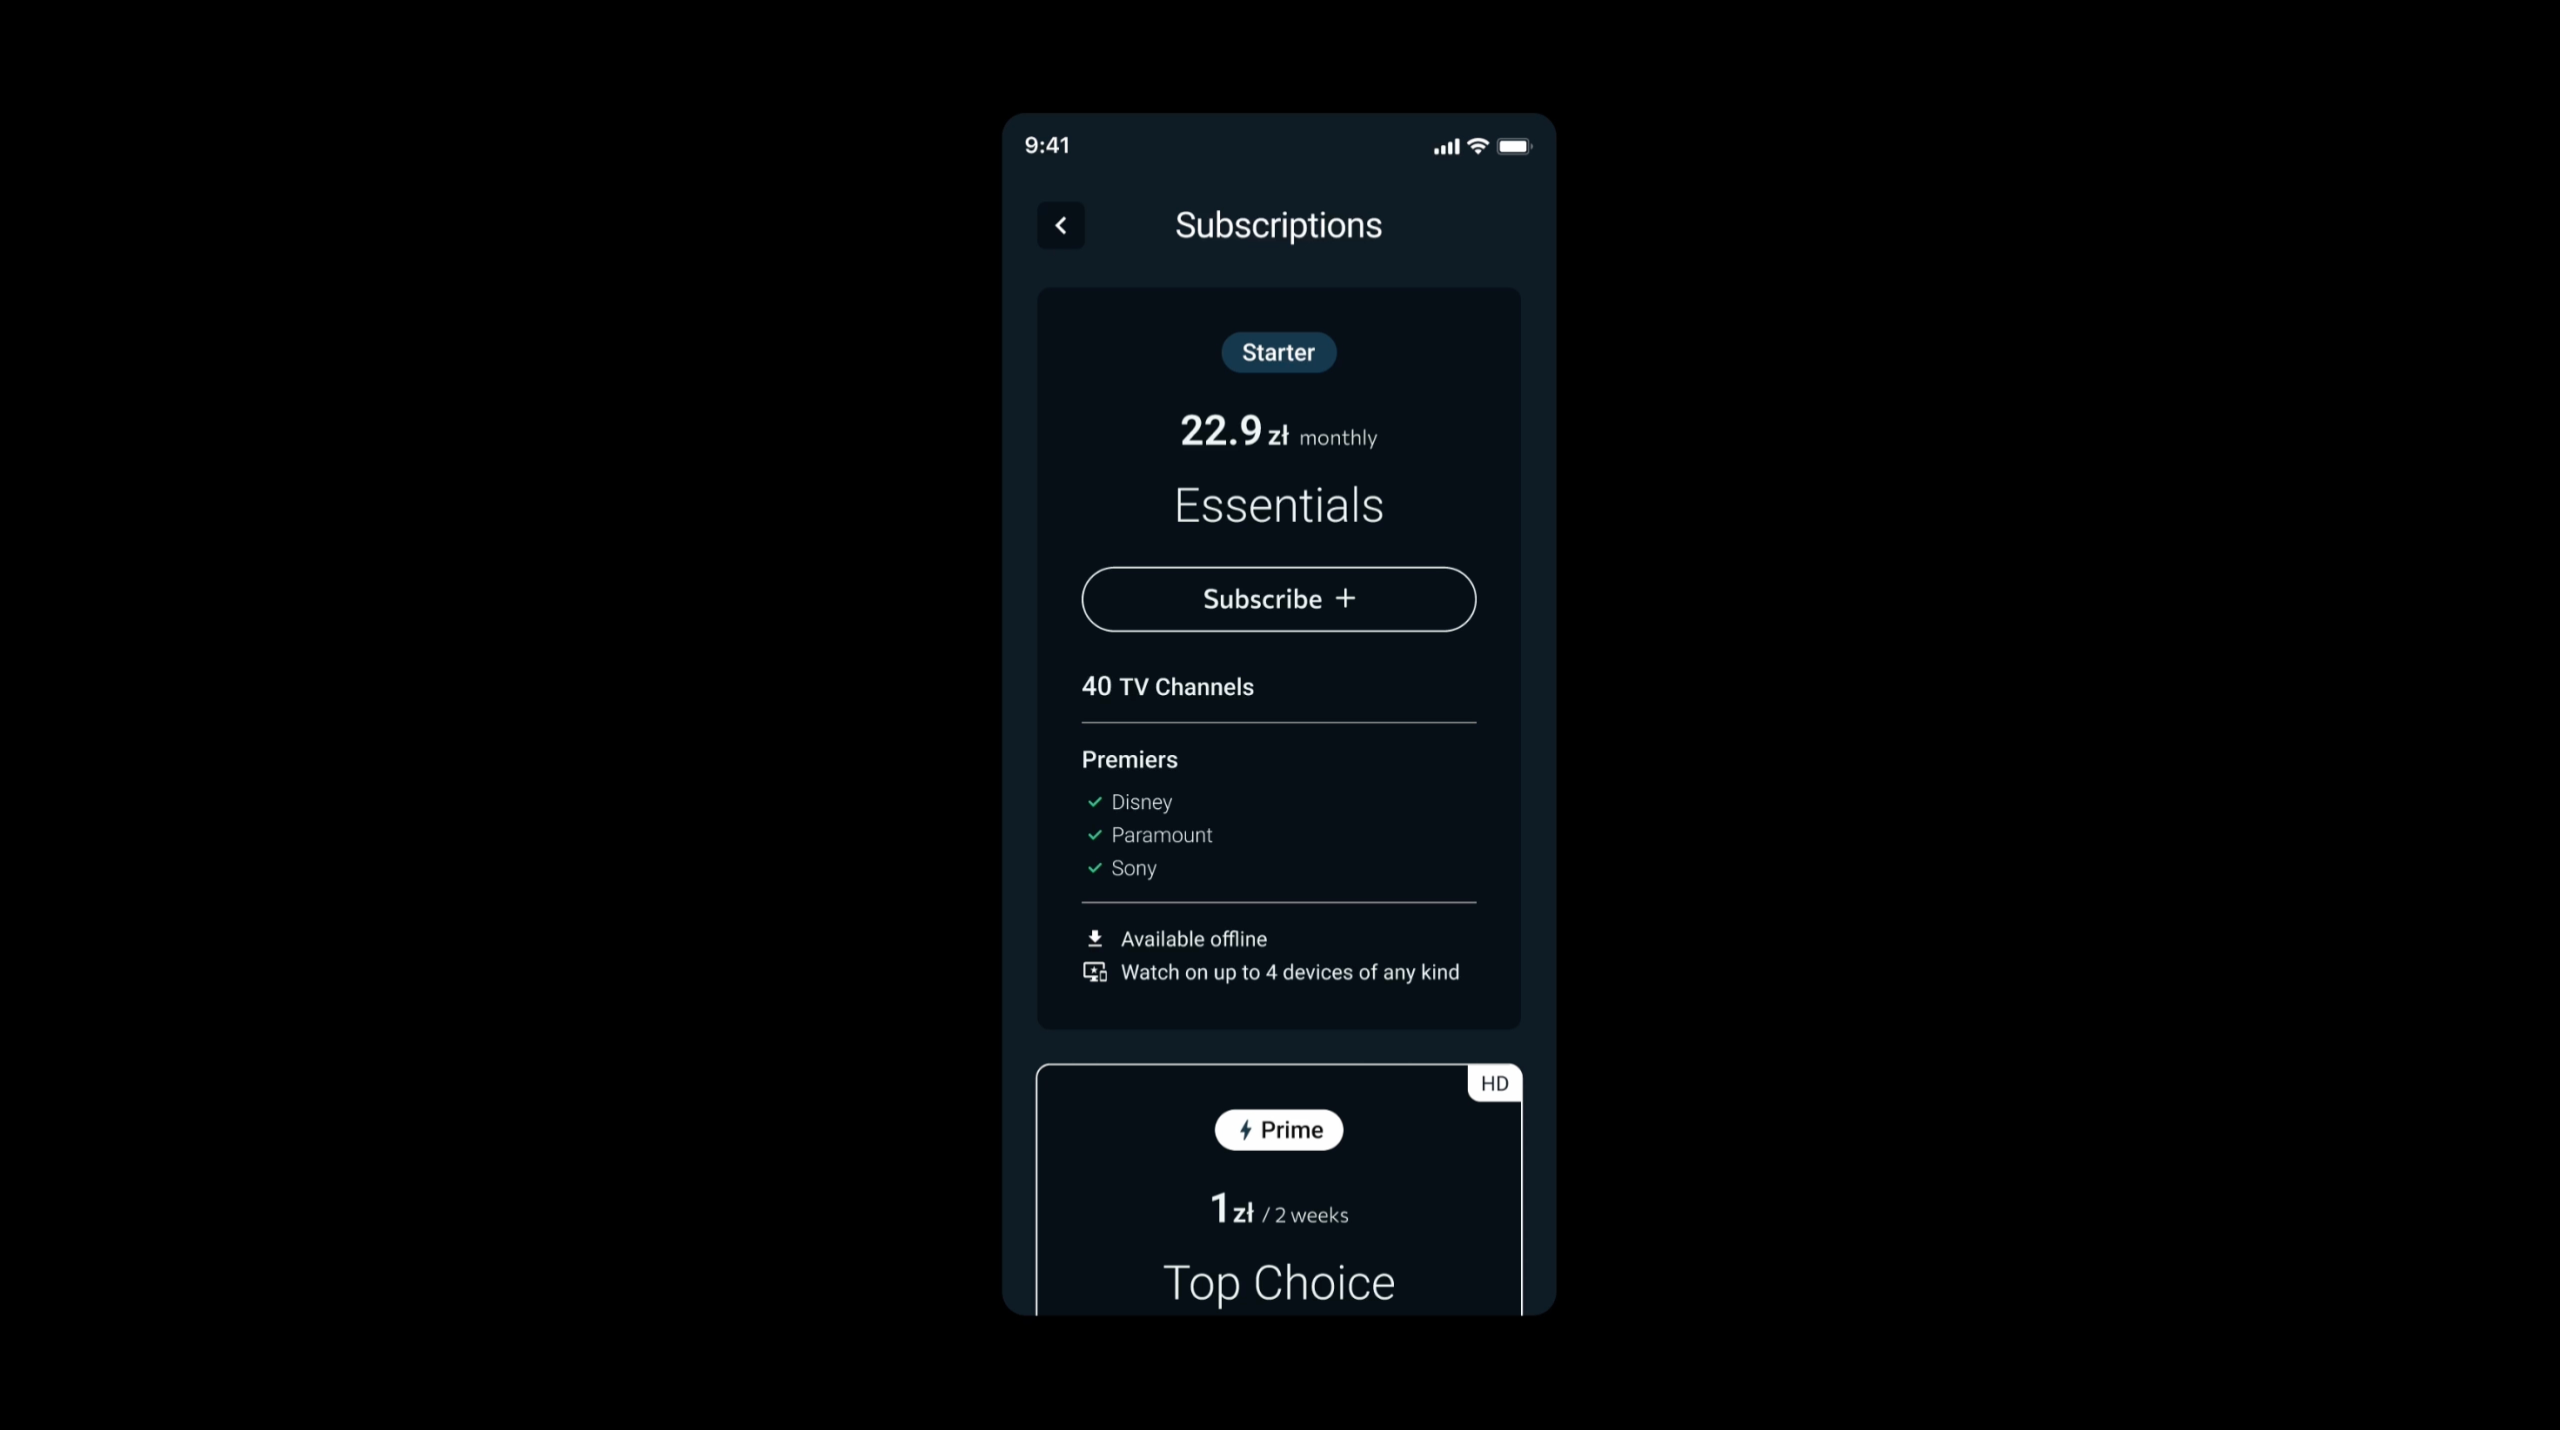 9:41
Subscriptions
Starter
22.9 zł monthly
Essentials
Subscribe +
40 TV Channels
Premiers
Disney
Paramount
Sony
Available offline
Watch on up to 4 devices of any kind
HD
Prime
1 zł / 2 weeks
Top Choice